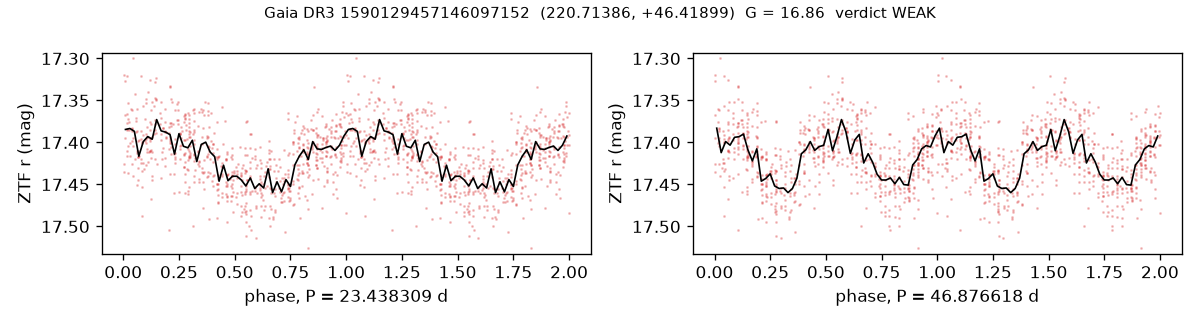 Gaia DR3 1590129457146097152  (220.71386, +46.41899)  G = 16.86  verdict WEAK
17.30
17.35
17.40
17.45
17.50
ZTF r (mag)
0.00 0.25 0.50 0.75 1.00 1.25 1.50 1.75 2.00
phase, P = 23.438309 d
17.30
17.35
17.40
17.45
17.50
ZTF r (mag)
0.00 0.25 0.50 0.75 1.00 1.25 1.50 1.75 2.00
phase, P = 46.876618 d